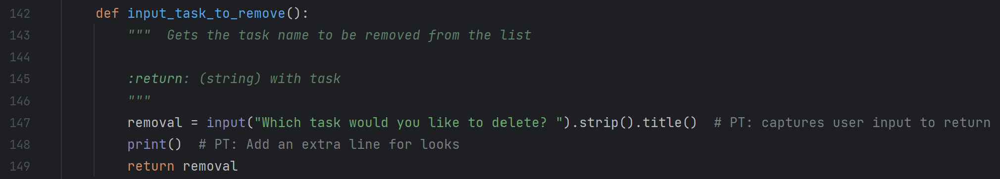 142 def input_task_to_remove():
143 """ Gets the task name to be removed from the list
144
145 :return: (string) with task
146 """
147 removal = input("Which task would you like to delete? ").strip().title() # PT: captures user input to return
148 print() # PT: Add an extra line for looks
149 return removal